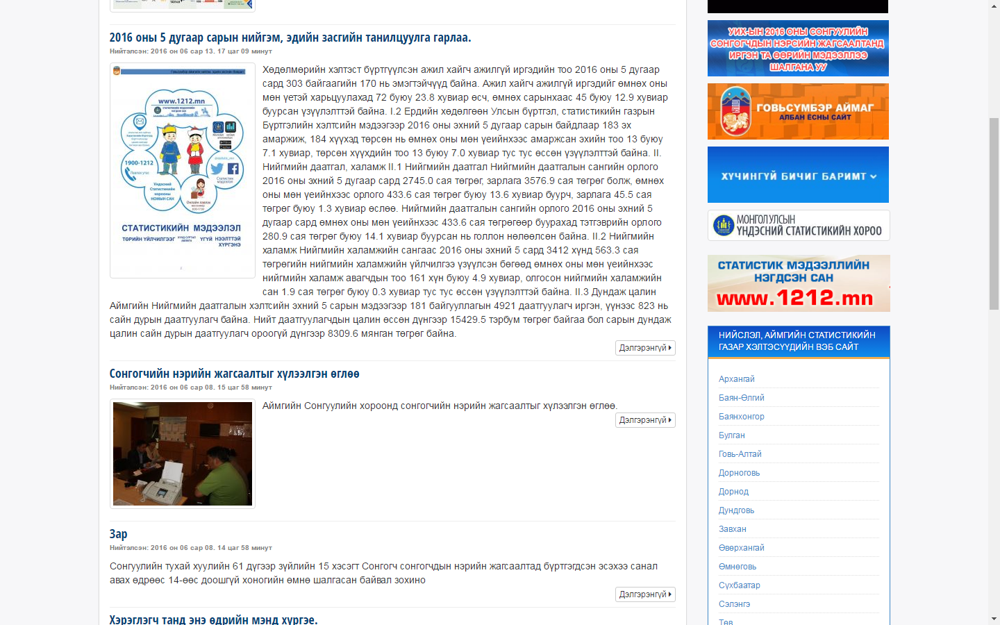 2016 оны 5 дугаар сарын нийгэм, эдийн засгийн танилцуулга гарлаа.
Нийтэлсэн: 2016 он 06 сар 13. 17 цаг 09 минут
www.1212.mn
1900-1212
Үндэсний
Статистикийн
хорооны
НОМЫН САН
Статистик
мэдээлэл
Онлайн лавлах
СТАТИСТИКИЙН МЭДЭЭЛЭЛ
ТӨРИЙН ҮЙЛЧИЛГЭЭГ ХҮНД СУРТАЛ АВЛИГА ҮГҮЙ НЭЭЛТТЭЙ ХҮРГЭНЭ
Хөдөлмөрийн хэлтэст бүртгүүлсэн ажил хайгч ажилгүй иргэдийн тоо 2016 оны 5 дугаар
сард 303 байгаагийн 170 нь эмэгтэйчүүд байна. Ажил хайгч ажилгүй иргэдийг өмнөх оны
мөн үетэй харьцуулахад 72 буюу 23.8 хувиар өсч, өмнөх сарынхаас 45 буюу 12.9 хувиар
буурсан үзүүлэлттэй байна. I.2 Ердийн хөдөлгөөн Улсын бүртгэл, статистикийн газрын
Бүртгэлийн хэлтсийн мэдээгээр 2016 оны эхний 5 дугаар сарын байдлаар 183 эх
амаржиж, 184 хүүхэд төрсөн нь өмнөх оны мөн үеийнхээс амаржсан эхийн тоо 13 буюу
7.1 хувиар, төрсөн хүүхдийн тоо 13 буюу 7.0 хувиар тус тус өссөн үзүүлэлттэй байна. II.
Нийгмийн даатгал, халамж II.1 Нийгмийн даатгал Нийгмийн даатгалын сангийн орлого
2016 оны эхний 5 дугаар сард 2745.0 сая төгрөг, зарлага 3576.9 сая төгрөг болж, өмнөх
оны мөн үеийнхээс орлого 433.6 сая төгрөг буюу 13.6 хувиар буурч, зарлага 45.5 сая
төгрөг буюу 1.3 хувиар өслөө. Нийгмийн даатгалын сангийн орлого 2016 оны эхний 5
дугаар сард өмнөх оны мөн үеийнхээс 433.6 сая төгрөгөөр буурахад тэтгэврийн орлого
280.9 сая төгрөг буюу 14.1 хувиар буурсан нь голлон нөлөөлсөн байна. II.2 Нийгмийн
халамж Нийгмийн халамжийн сангаас 2016 оны эхний 5 сард 3412 хүнд 563.3 сая
төгрөгийн нийгмийн халамжийн үйлчилгээ үзүүлсэн бөгөөд өмнөх оны мөн үеийнхээс
нийгмийн халамж авагчдын тоо 161 хүн буюу 4.9 хувиар, олгосон нийгмийн халамжийн
сан 1.9 сая төгрөг буюу 0.3 хувиар тус тус өссөн үзүүлэлттэй байна. II.3 Дундаж цалин
Аймгийн Нийгмийн даатгалын хэлтсийн эхний 5 сарын мэдээгээр 181 байгууллагын 4921 даатгуулагч иргэн, үүнээс 823 нь
сайн дурын даатгуулагч байна. Нийт даатгуулагчдын цалин өссөн дүнгээр 15429.5 тэрбум төгрөг байгаа бол сарын дундаж
цалин сайн дурын даатгуулагч ороогүй дүнгээр 8309.6 мянган төгрөг байна.
Дэлгэрэнгүй
Сонгогчийн нэрийн жагсаалтыг хүлээлгэн өглөө
Нийтэлсэн: 2016 он 06 сар 08. 15 цаг 58 минут
Аймгийн Сонгуулийн хороонд сонгогчийн нэрийн жагсаалтыг хүлээлгэн өглөө.
Дэлгэрэнгүй
Зар
Нийтэлсэн: 2016 он 06 сар 08. 14 цаг 58 минут
Сонгуулийн тухай хуулийн 61 дүгээр зүйлийн 15 хэсэгт Сонгогч сонгогчдын нэрийн жагсаалтад бүртгэгдсэн эсэхээ санал
авах өдрөөс 14-өөс доошгүй хоногийн өмнө шалгасан байвал зохино
Дэлгэрэнгүй
Хэрэглэгч танд энэ өдрийн мэнд хүргэе.
УИХ-ЫН 2016 ОНЫ СОНГУУЛИЙН
СОНГОГЧДЫН НЭРСИЙН ЖАГСААЛТАНД
ИРГЭН ТА ӨӨРИЙН МЭДЭЭЛЛЭЭ
ШАЛГАНА УУ
ГОВЬСҮМБЭР АЙМАГ
АЛБАН ЁСНЫ САЙТ
ХҮЧИНГҮЙ БИЧИГ БАРИМТ
МОНГОЛ УЛСЫН
ҮНДЭСНИЙ СТАТИСТИКИЙН ХОРОО
СТАТИСТИК МЭДЭЭЛЛИЙН
НЭГДСЭН САН
www.1212.mn
НИЙСЛЭЛ, АЙМГИЙН СТАТИСТИКИЙН
ГАЗАР ХЭЛТЭСҮҮДИЙН ВЭБ САЙТ
Архангай
Баян-Өлгий
Баянхонгор
Булган
Говь-Алтай
Дорноговь
Дорнод
Дундговь
Завхан
Өвөрхангай
Өмнөговь
Сүхбаатар
Сэлэнгэ
Төв